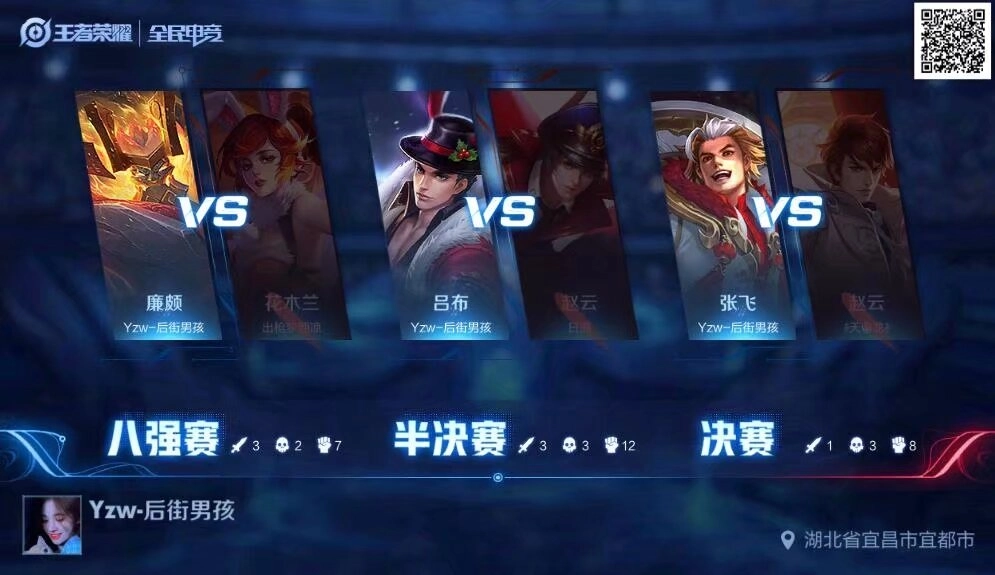 王者荣耀 全民电竞
VS VS VS
廉颇 花木兰 吕布 赵云 张飞 赵云
Yzw-后街男孩 Yzw-后街男孩 Yzw-后街男孩
八强赛 3 2 7 半决赛 3 3 12 决赛 1 3 8
Yzw-后街男孩
湖北省宜昌市宜都市